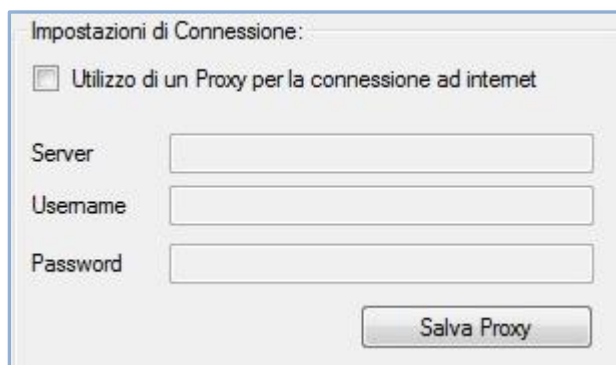 Impostazioni di Connessione:
Utilizzo di un Proxy per la connessione ad internet
Server
Username
Password
Salva Proxy